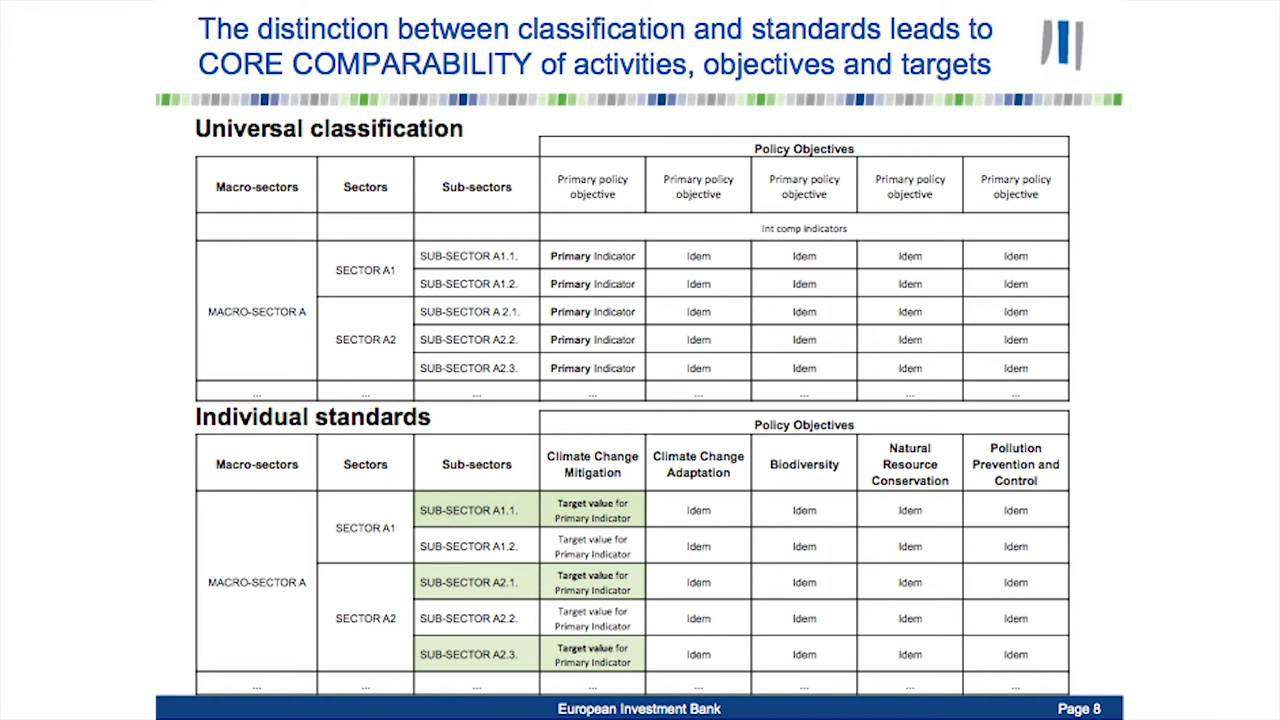 The distinction between classification and standards leads to
CORE COMPARABILITY of activities, objectives and targets
Universal classification
Policy Objectives
Macro-sectors Sectors Sub-sectors Primary policy objective Primary policy objective Primary policy objective Primary policy objective Primary policy objective
Int comp indicators
MACRO-SECTOR A
SECTOR A1
SUB-SECTOR A1.1. Primary Indicator Idem Idem Idem Idem
SUB-SECTOR A1.2. Primary Indicator Idem Idem Idem Idem
SECTOR A2
SUB-SECTOR A 2.1. Primary Indicator Idem Idem Idem Idem
SUB-SECTOR A2.2. Primary Indicator Idem Idem Idem Idem
SUB-SECTOR A2.3. Primary Indicator Idem Idem Idem Idem
... ... ... ... ... ... ... ...
Individual standards
Policy Objectives
Macro-sectors Sectors Sub-sectors Climate Change Mitigation Climate Change Adaptation Biodiversity Natural Resource Conservation Pollution Prevention and Control
MACRO-SECTOR A
SECTOR A1
SUB-SECTOR A1.1. Target value for Primary Indicator Idem Idem Idem Idem
SUB-SECTOR A1.2. Target value for Primary Indicator Idem Idem Idem Idem
SECTOR A2
SUB-SECTOR A2.1. Target value for Primary Indicator Idem Idem Idem Idem
SUB-SECTOR A2.2. Target value for Primary Indicator Idem Idem Idem Idem
SUB-SECTOR A2.3. Target value for Primary Indicator Idem Idem Idem Idem
... ... ... ... ... ... ... ...
European Investment Bank Page 8